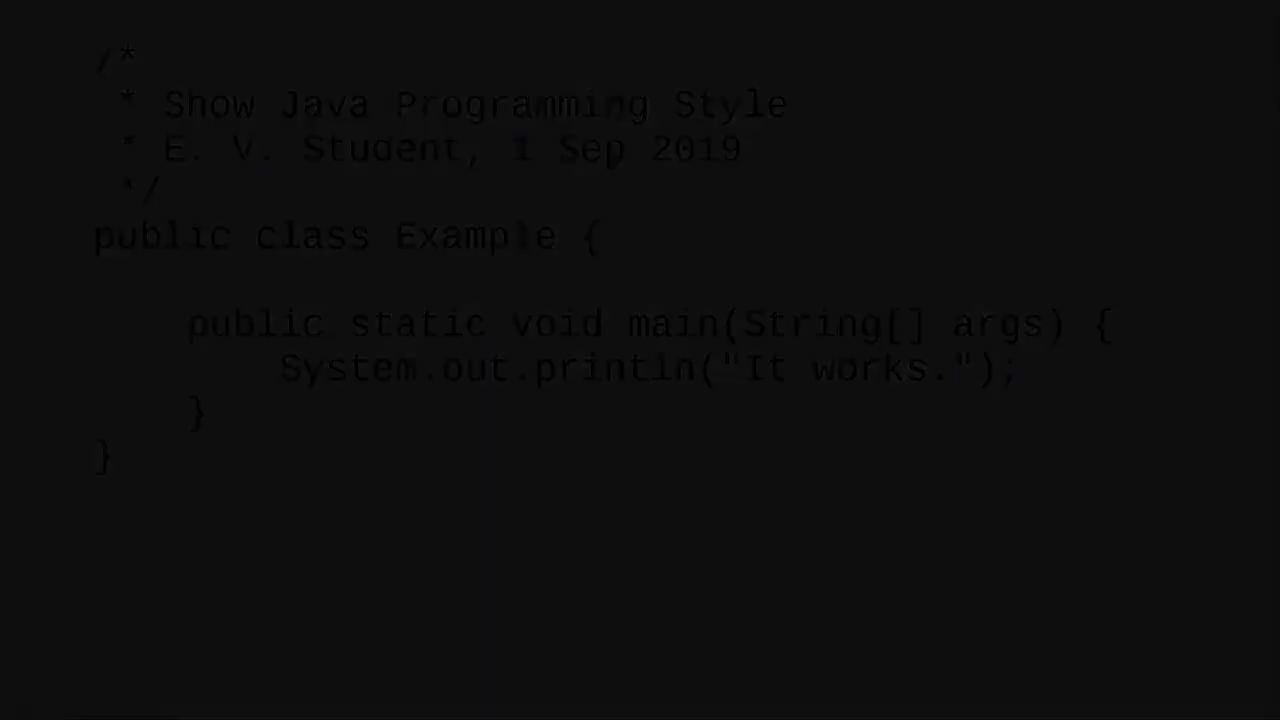 /*
 * Show Java Programming Style
 * E. V. Student, 1 Sep 2019
 */
public class Example {
    public static void main(String[] args) {
        System.out.println("It works.");
    }
}